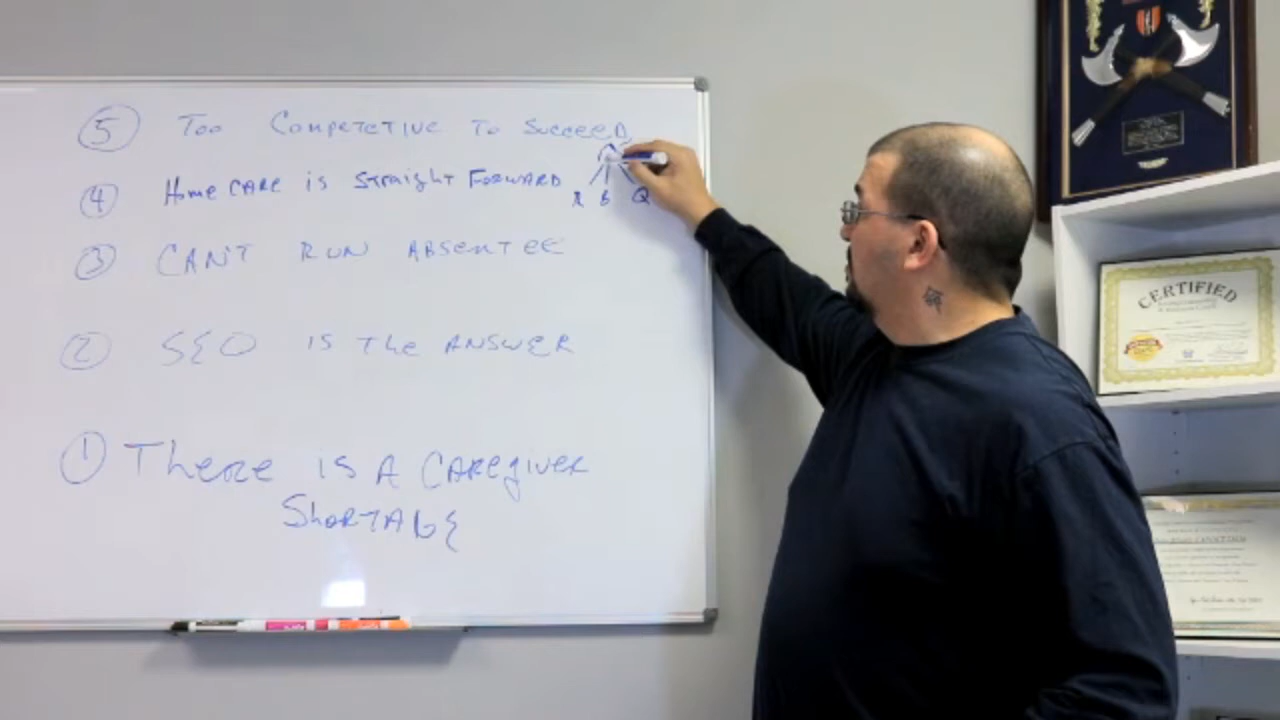 5 Too Competetive To Succeed
4 Home Care is Straight Forward
R B Q
3 Can't Run Absentee
2 SEO is the Answer
1 There is a Caregiver
Shortage
CERTIFIED